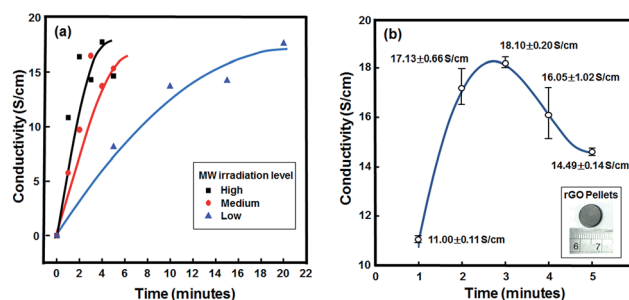 (a)
Conductivity (S/cm)
20
15
10
5
0
0 2 4 6 8 10 12 14 16 18 20 22
Time (minutes)
MW irradiation level
High
Medium
Low
(b)
Conductivity (S/cm)
20
18
16
14
12
10
0 1 2 3 4 5
Time (minutes)
17.13±0.66 S/cm
18.10±0.20 S/cm
16.05±1.02 S/cm
14.49±0.14 S/cm
11.00±0.11 S/cm
rGO Pellets
6 7